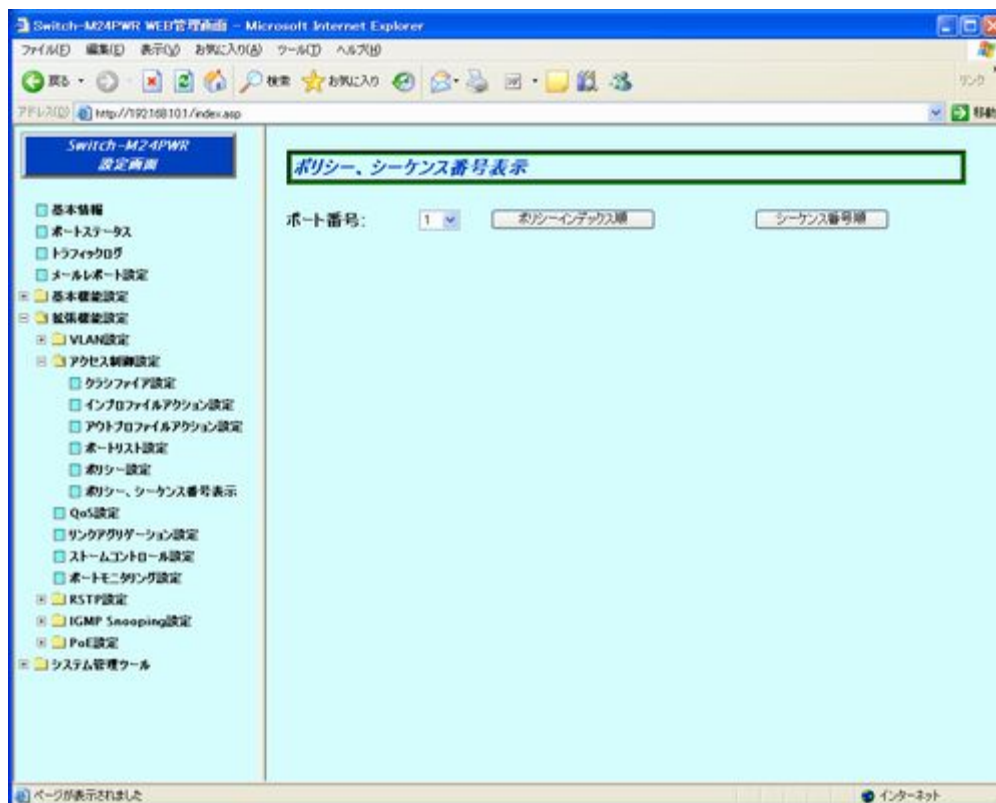 Switch-M24PWR WEB管理画面 - Microsoft Internet Explorer
ファイル(F) 編集(E) 表示(V) お気に入り(A) ツール(T) ヘルプ(H)
戻る 検索 お気に入り リンク
アドレス(D) http://192.168.10.1/index.asp 移動
Switch-M24PWR
設定画面
基本情報
ポートステータス
トラフィックログ
メールレポート設定
基本機能設定
拡張機能設定
VLAN設定
アクセス制御設定
クラシファイア設定
インプロファイルアクション設定
アウトプロファイルアクション設定
ポートリスト設定
ポリシー設定
ポリシー、シーケンス番号表示
QoS設定
リンクアグリゲーション設定
ストームコントロール設定
ポートモニタリング設定
RSTP設定
IGMP Snooping設定
PoE設定
システム管理ツール
ポリシー、シーケンス番号表示
ポート番号: 1 ポリシーインデックス順 シーケンス番号順
ページが表示されました インターネット